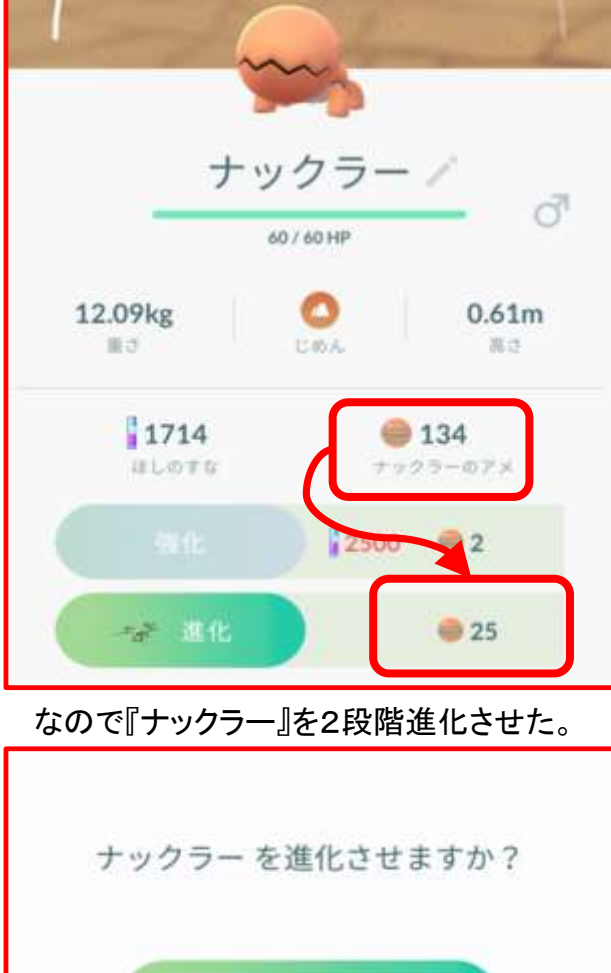 ナックラー
60 / 60 HP
12.09kg
0.61m
重さ
じめん
高さ
1714
134
ほしのすな
ナックラーのアメ
強化
2500
2
進化
25
なので『ナックラー』を2段階進化させた。
ナックラー を進化させますか？